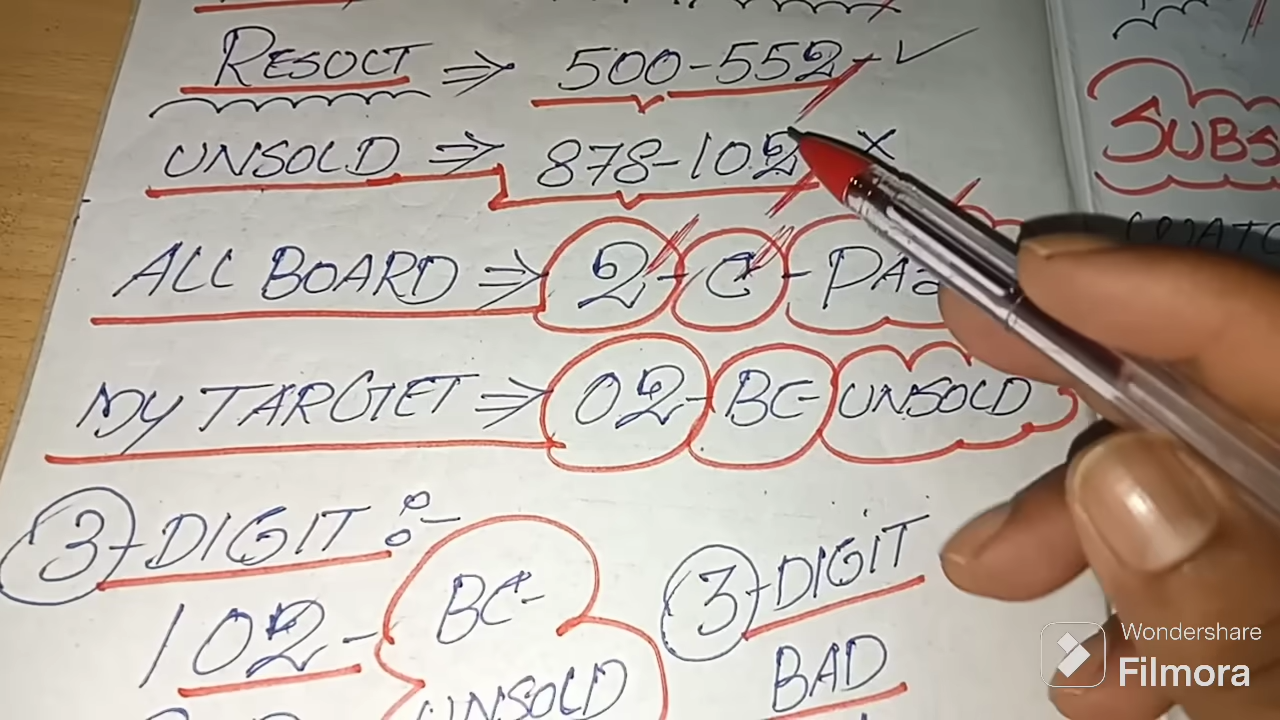 RESOCT ⇒ 500-552- ✓
UNSOLD ⇒ 878-102- ×
ALL BOARD ⇒ 2-C-
MY TARGET ⇒ 02-BC-UNSOLD
3-DIGIT :-
102- BC-
UNSOLD
3-DIGIT
BAD
SUBS
Wondershare
Filmora